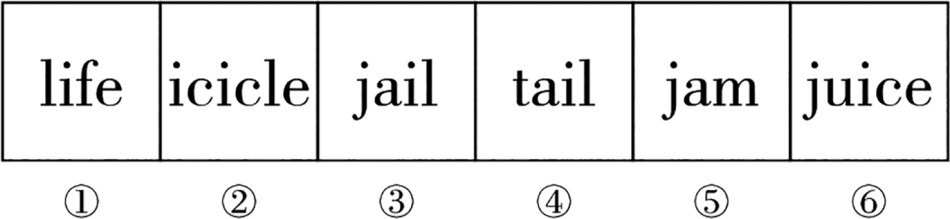 life icicle jail tail jam juice
① ② ③ ④ ⑤ ⑥